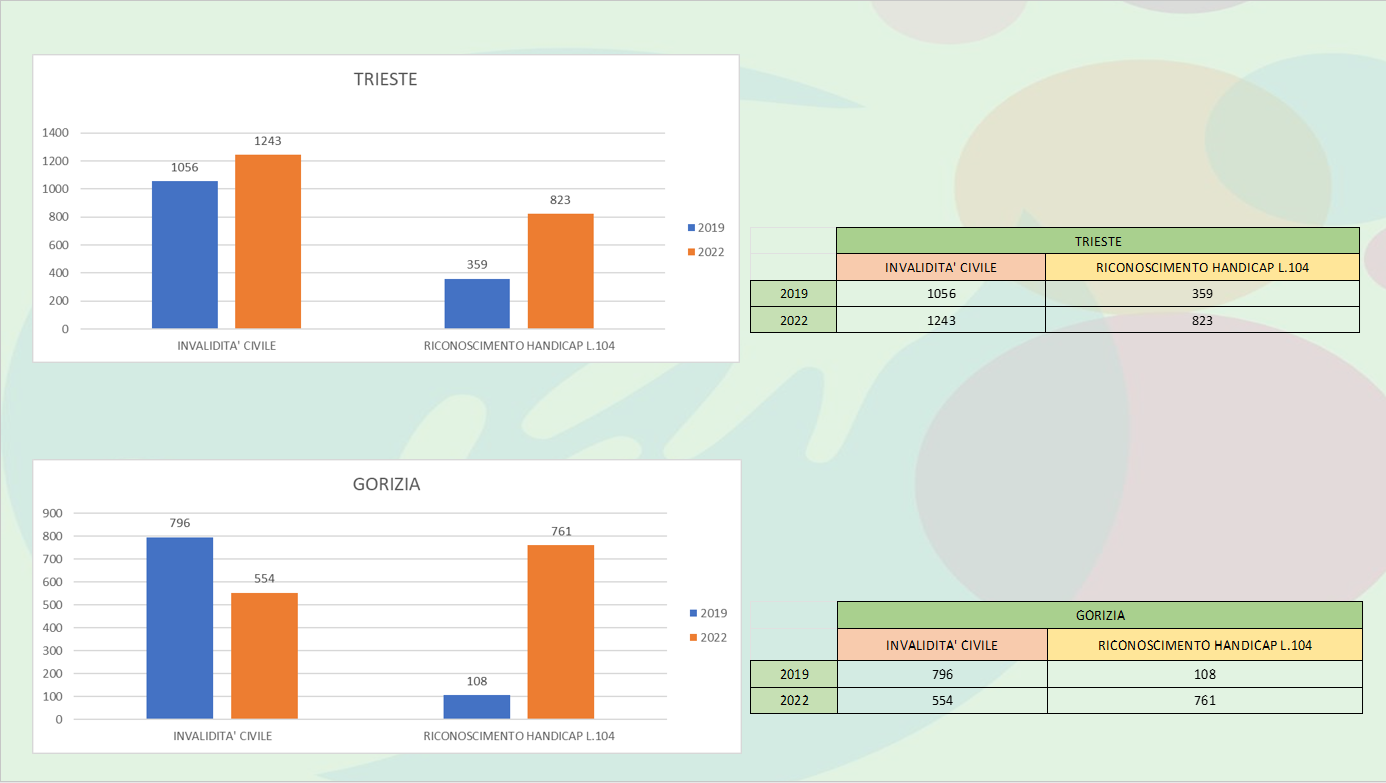 TRIESTE
1400
1200
1000
800
600
400
200
0
1056
1243
359
823
INVALIDITA' CIVILE
RICONOSCIMENTO HANDICAP L.104
2019
2022
TRIESTE
INVALIDITA' CIVILE RICONOSCIMENTO HANDICAP L.104
2019 1056 359
2022 1243 823
GORIZIA
900
800
700
600
500
400
300
200
100
0
796
554
108
761
INVALIDITA' CIVILE
RICONOSCIMENTO HANDICAP L.104
2019
2022
GORIZIA
INVALIDITA' CIVILE RICONOSCIMENTO HANDICAP L.104
2019 796 108
2022 554 761